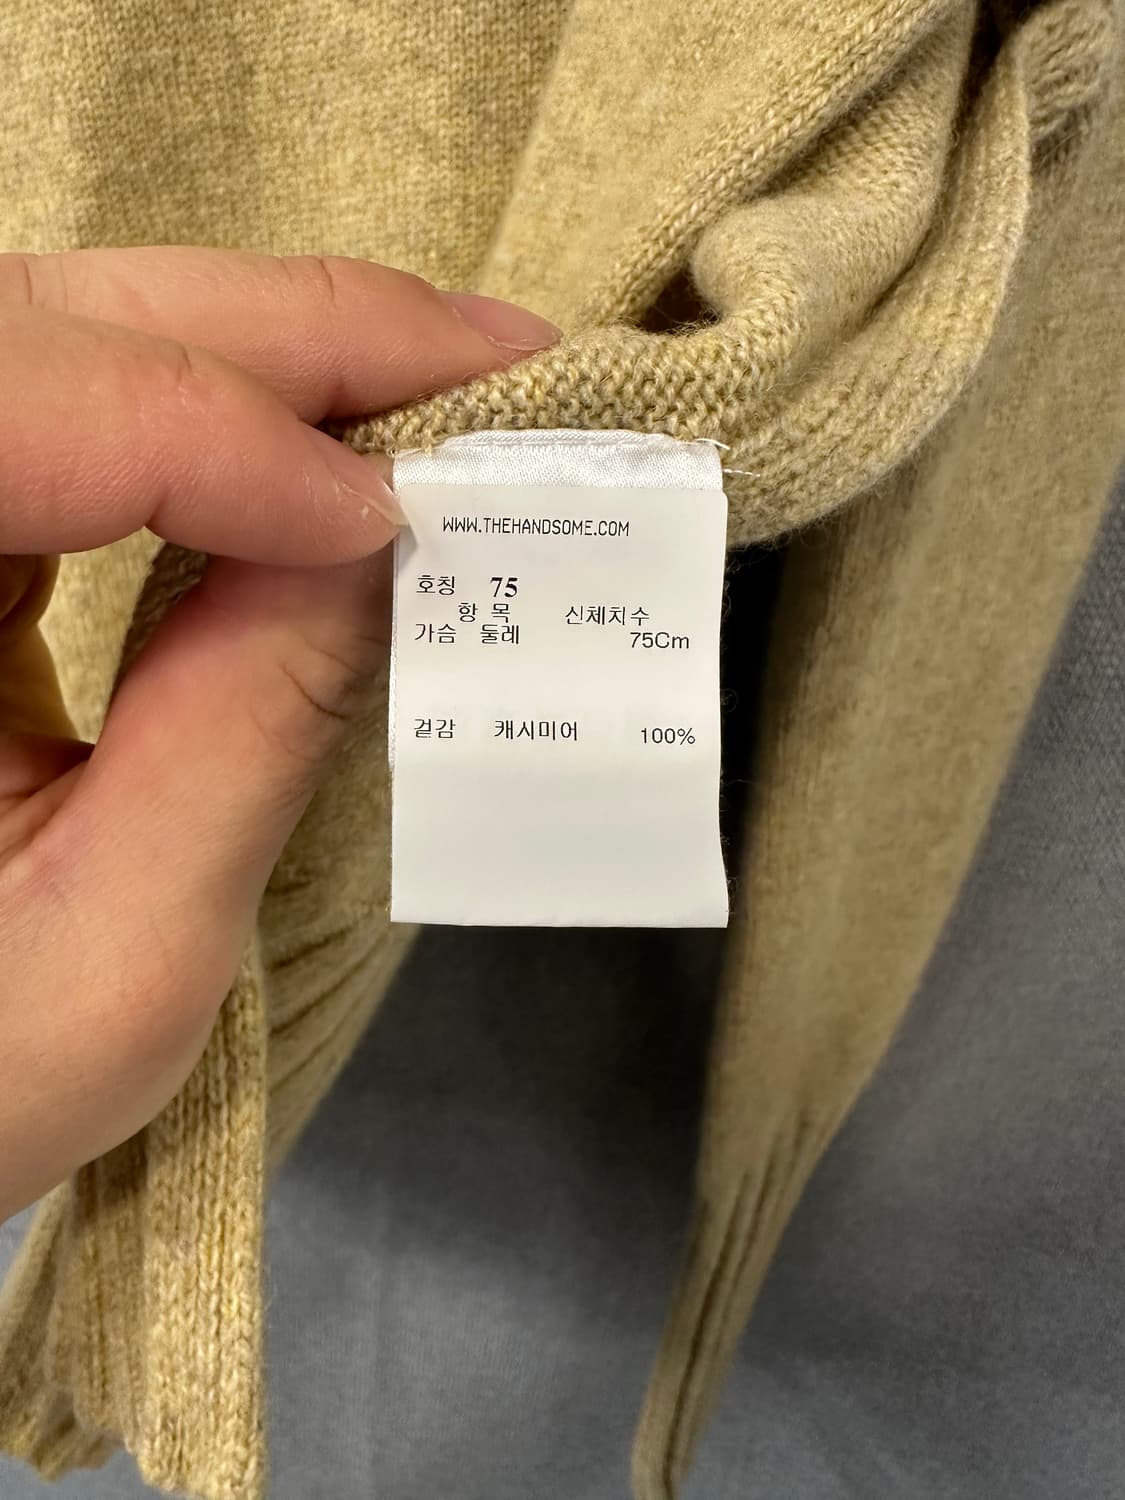 WWW.THEHANDSOME.COM
호칭 75
항 목 신체치수
가슴 둘레 75Cm
겉감 캐시미어 100%